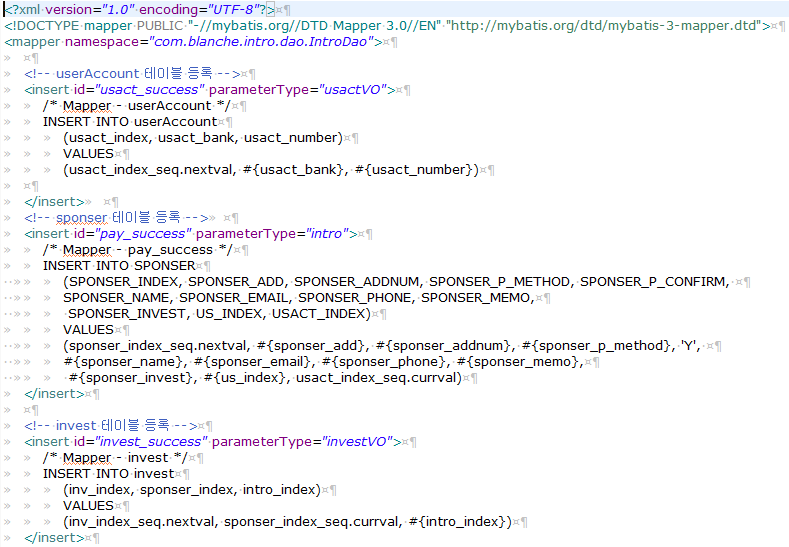 <?xml version="1.0" encoding="UTF-8"?>
<!DOCTYPE mapper PUBLIC "-//mybatis.org//DTD Mapper 3.0//EN" "http://mybatis.org/dtd/mybatis-3-mapper.dtd">
<mapper namespace="com.blanche.intro.dao.IntroDao">
<!-- userAccount 테이블 등록 -->
<insert id="usact_success" parameterType="usactVO">
/* Mapper - userAccount */
INSERT INTO userAccount
(usact_index, usact_bank, usact_number)
VALUES
(usact_index_seq.nextval, #{usact_bank}, #{usact_number})
</insert>
<!-- sponser 테이블 등록 -->
<insert id="pay_success" parameterType="intro">
/* Mapper - pay_success */
INSERT INTO SPONSER
(SPONSER_INDEX, SPONSER_ADD, SPONSER_ADDNUM, SPONSER_P_METHOD, SPONSER_P_CONFIRM,
SPONSER_NAME, SPONSER_EMAIL, SPONSER_PHONE, SPONSER_MEMO,
SPONSER_INVEST, US_INDEX, USACT_INDEX)
VALUES
(sponser_index_seq.nextval, #{sponser_add}, #{sponser_addnum}, #{sponser_p_method}, 'Y',
#{sponser_name}, #{sponser_email}, #{sponser_phone}, #{sponser_memo},
#{sponser_invest}, #{us_index}, usact_index_seq.currval)
</insert>
<!-- invest 테이블 등록 -->
<insert id="invest_success" parameterType="investVO">
/* Mapper - invest */
INSERT INTO invest
(inv_index, sponser_index, intro_index)
VALUES
(inv_index_seq.nextval, sponser_index_seq.currval, #{intro_index})
</insert>